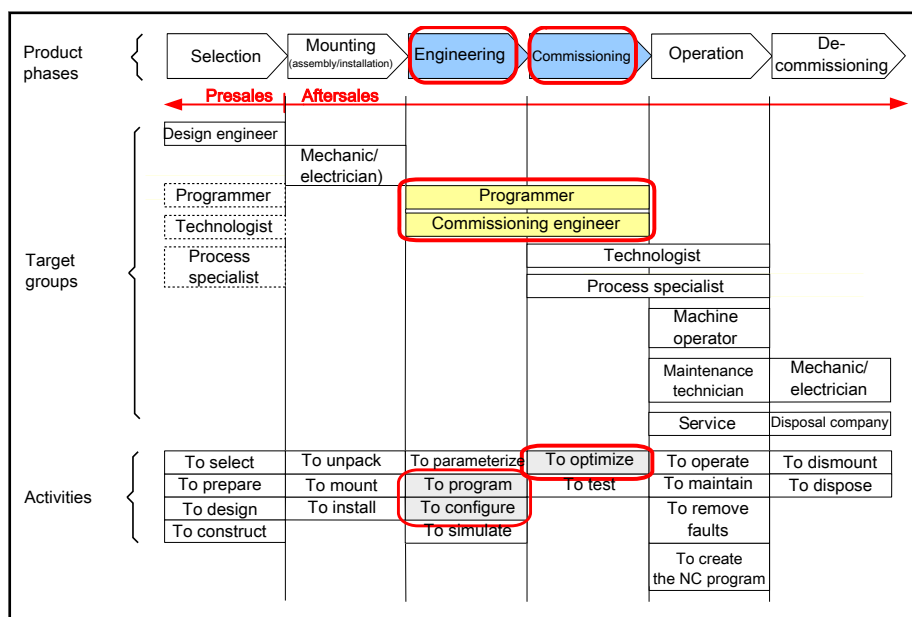 Product
phases
Selection
Mounting
(assembly/installation)
Engineering
Commissioning
Operation
De-
commissioning
Presales
Aftersales
Target
groups
Design engineer
Mechanic/
electrician)
Programmer
Programmer
Technologist
Commissioning engineer
Process
specialist
Technologist
Process specialist
Machine
operator
Maintenance
technician
Mechanic/
electrician
Service
Disposal company
Activities
To select
To unpack
To parameterize
To optimize
To operate
To dismount
To prepare
To mount
To program
To test
To maintain
To dispose
To design
To install
To configure
To remove
faults
To construct
To simulate
To create
the NC program